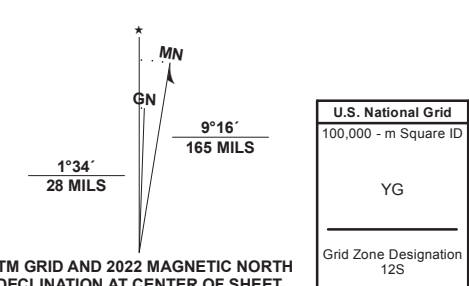 ★
MN
GN
9°16´
165 MILS
1°34´
28 MILS
TM GRID AND 2022 MAGNETIC NORTH
DECLINATION AT CENTER OF SHEET
U.S. National Grid
100,000 - m Square ID
YG
Grid Zone Designation
12S